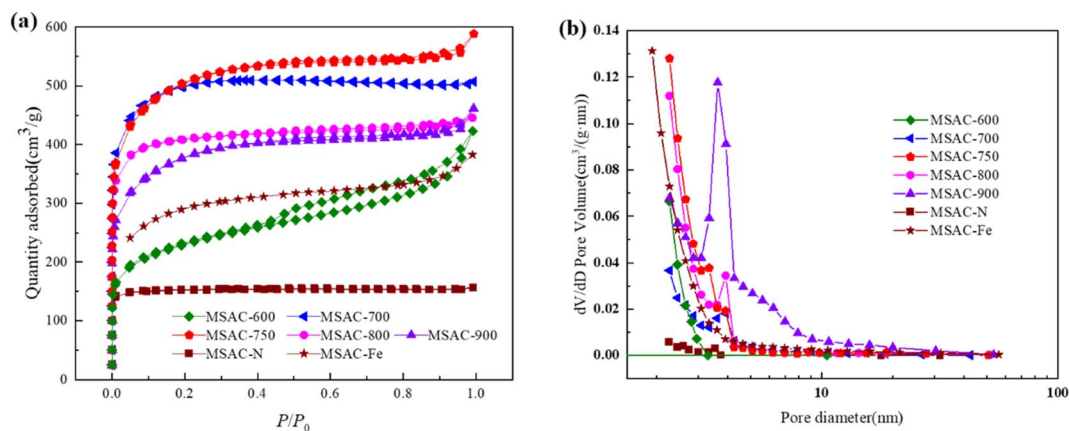 (a)
600
500
400
300
200
100
0
Quantity adsorbed(cm³/g)
MSAC-600 MSAC-700
MSAC-750 MSAC-800 MSAC-900
MSAC-N MSAC-Fe
0.0 0.2 0.4 0.6 0.8 1.0
P/P₀
(b)
0.14
0.12
0.10
0.08
0.06
0.04
0.02
0.00
dV/dD Pore Volume(cm³/(g·nm))
MSAC-600
MSAC-700
MSAC-750
MSAC-800
MSAC-900
MSAC-N
MSAC-Fe
10 100
Pore diameter(nm)